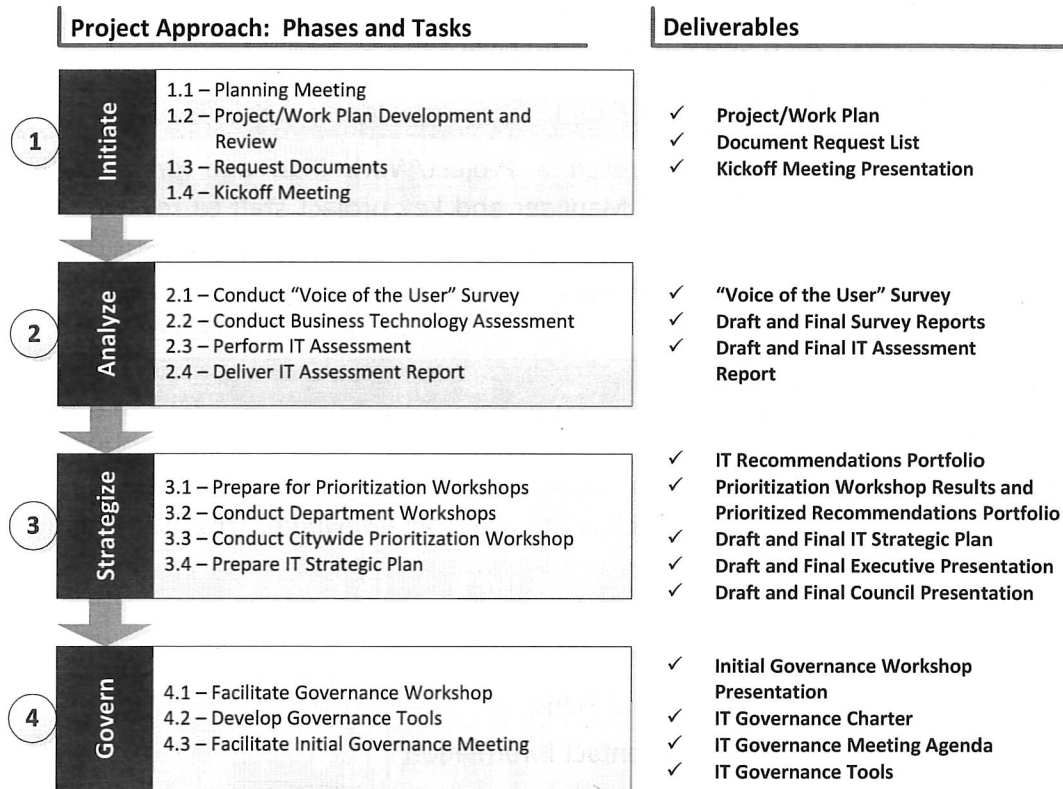 Project Approach: Phases and Tasks
Deliverables
1
Initiate
1.1 – Planning Meeting
1.2 – Project/Work Plan Development and
Review
1.3 – Request Documents
1.4 – Kickoff Meeting
✓ Project/Work Plan
✓ Document Request List
✓ Kickoff Meeting Presentation
2
Analyze
2.1 – Conduct “Voice of the User” Survey
2.2 – Conduct Business Technology Assessment
2.3 – Perform IT Assessment
2.4 – Deliver IT Assessment Report
✓ “Voice of the User” Survey
✓ Draft and Final Survey Reports
✓ Draft and Final IT Assessment
Report
3
Strategize
3.1 – Prepare for Prioritization Workshops
3.2 – Conduct Department Workshops
3.3 – Conduct Citywide Prioritization Workshop
3.4 – Prepare IT Strategic Plan
✓ IT Recommendations Portfolio
✓ Prioritization Workshop Results and
Prioritized Recommendations Portfolio
✓ Draft and Final IT Strategic Plan
✓ Draft and Final Executive Presentation
✓ Draft and Final Council Presentation
4
Govern
4.1 – Facilitate Governance Workshop
4.2 – Develop Governance Tools
4.3 – Facilitate Initial Governance Meeting
✓ Initial Governance Workshop
Presentation
✓ IT Governance Charter
✓ IT Governance Meeting Agenda
✓ IT Governance Tools